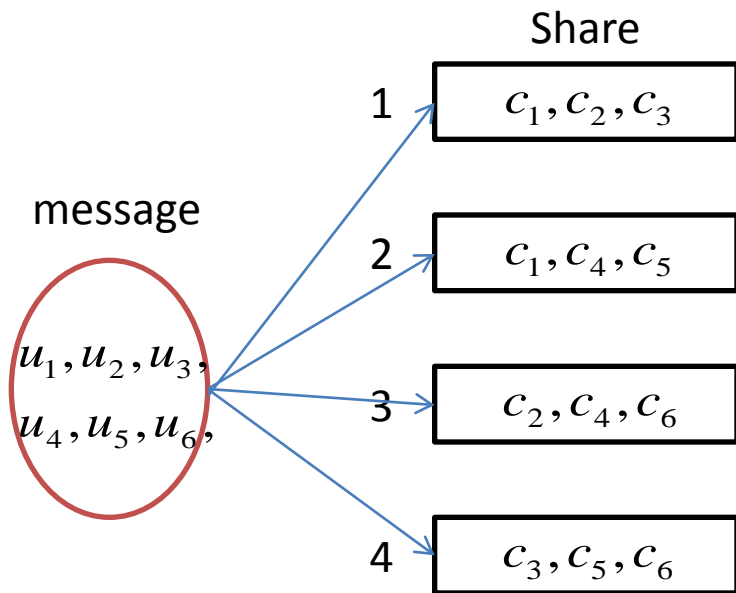 Share
1 c₁, c₂, c₃
message
2 c₁, c₄, c₅
u₁, u₂, u₃,
u₄, u₅, u₆,
3 c₂, c₄, c₆
4 c₃, c₅, c₆